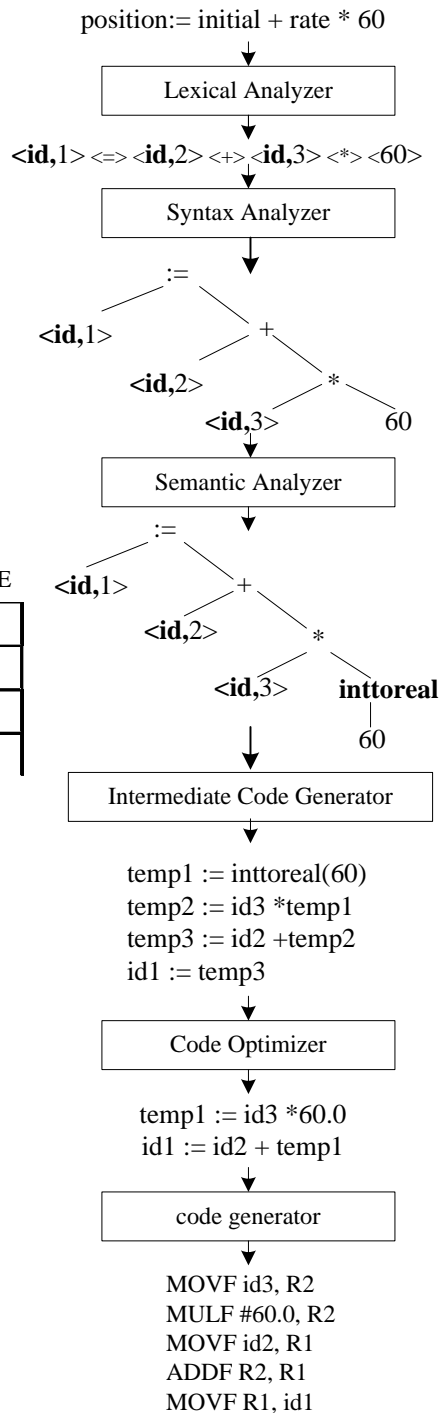 position:= initial + rate * 60
Lexical Analyzer
<id,1> <=> <id,2> <+> <id,3> <*> <60>
Syntax Analyzer
:=
<id,1> +
<id,2> *
<id,3> 60
Semantic Analyzer
:=
E
<id,1> +
<id,2> *
<id,3> inttoreal
60
Intermediate Code Generator
temp1 := inttoreal(60)
temp2 := id3 *temp1
temp3 := id2 +temp2
id1 := temp3
Code Optimizer
temp1 := id3 *60.0
id1 := id2 + temp1
code generator
MOVF id3, R2
MULF #60.0, R2
MOVF id2, R1
ADDF R2, R1
MOVF R1, id1